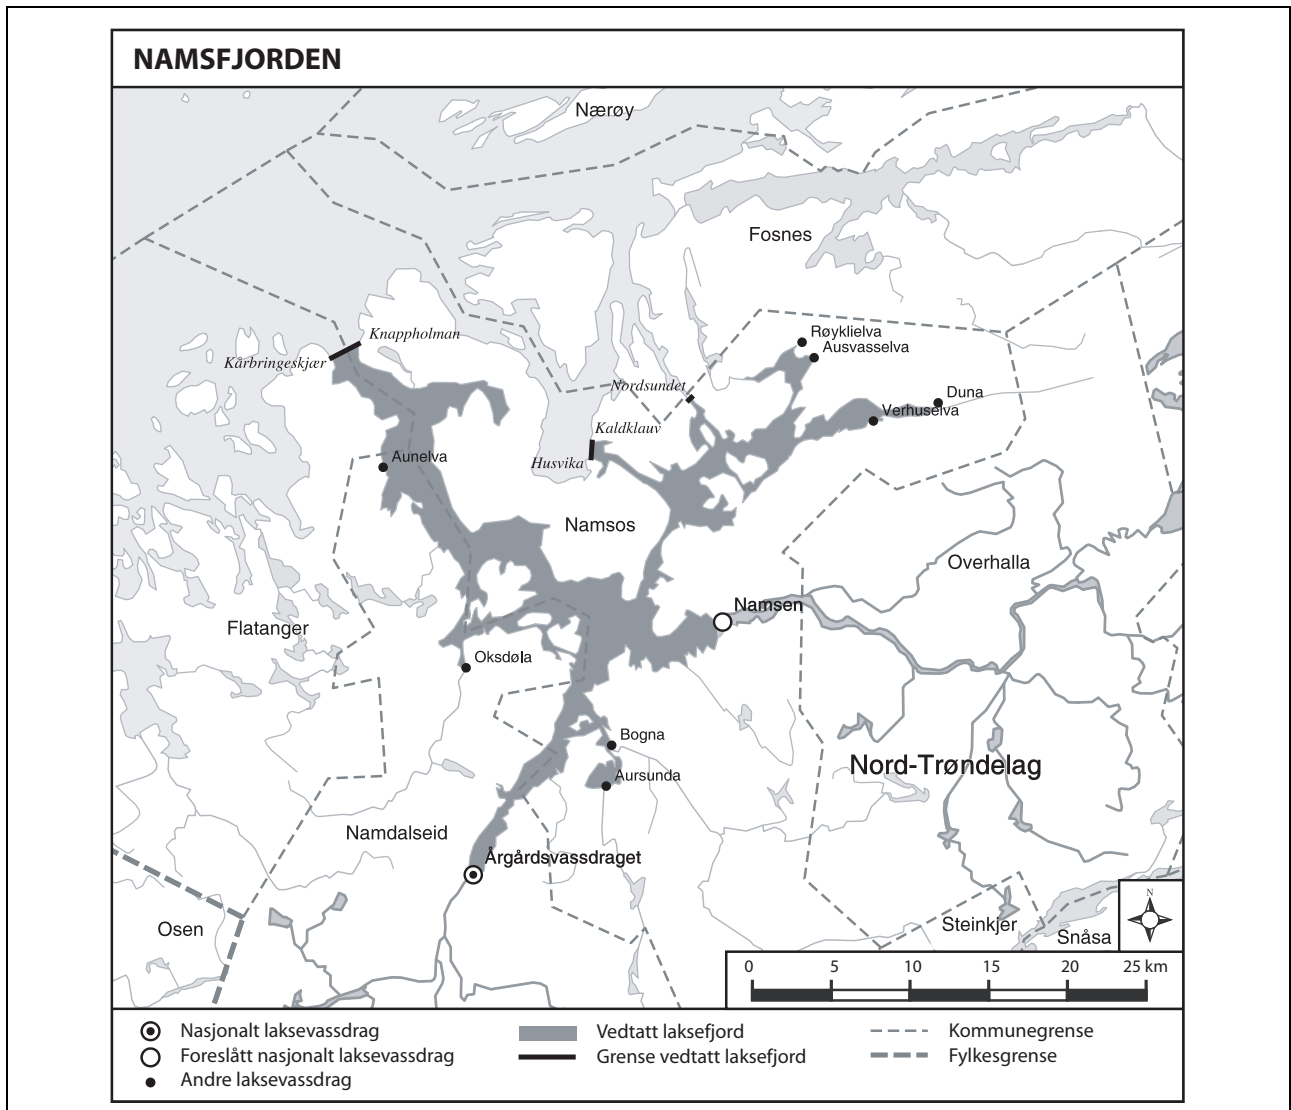 NAMSFJORDEN
Nærøy
Fosnes
Røyklielva
Ausvasselva
Knappholman
Kårbringeskjær
Nordsundet
Duna
Verhuselva
Kaldklauv
Husvika
Aunelva
Namsos
Overhalla
Namsen
Flatanger
Oksdøla
Bogna
Nord-Trøndelag
Aursunda
Namdalseid
Årgårdsvassdraget
N
Osen
Steinkjer
Snåsa
0 5 10 15 20 25 km
Nasjonalt laksevassdrag
Foreslått nasjonalt laksevassdrag
Andre laksevassdrag
Vedtatt laksefjord
Grense vedtatt laksefjord
Kommunegrense
Fylkesgrense